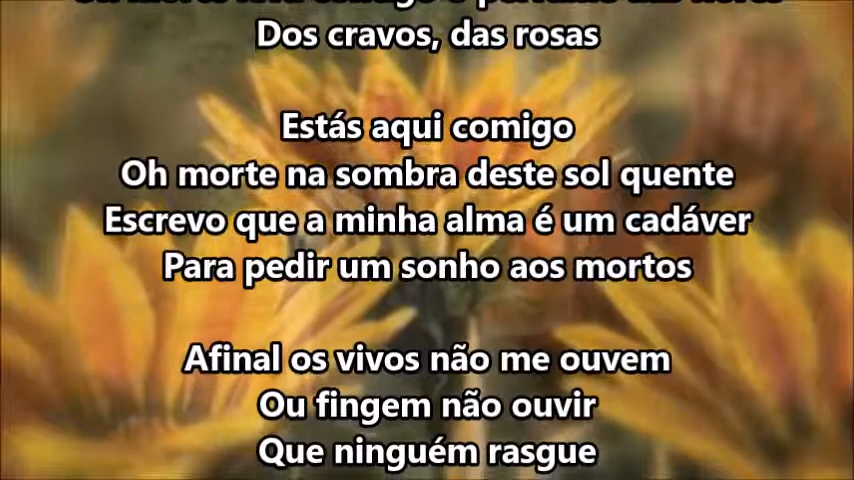 Dos cravos, das rosas
Estás aqui comigo
Oh morte na sombra deste sol quente
Escrevo que a minha alma é um cadáver
Para pedir um sonho aos mortos
Afinal os vivos não me ouvem
Ou fingem não ouvir
Que ninguém rasgue